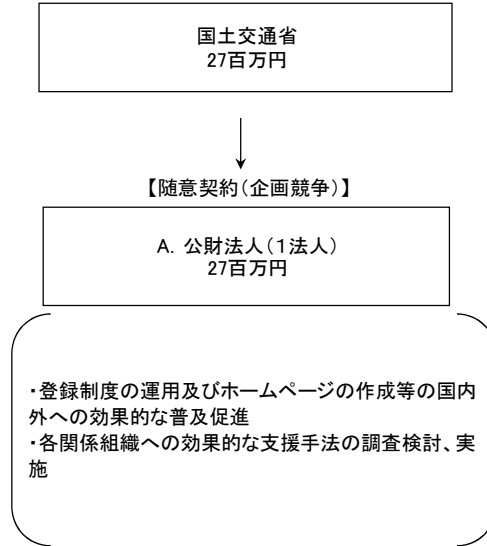 国土交通省
27百万円
【随意契約（企画競争）】
A. 公財法人（１法人）
27百万円
・登録制度の運用及びホームページの作成等の国内
外への効果的な普及促進
・各関係組織への効果的な支援手法の調査検討、実
施